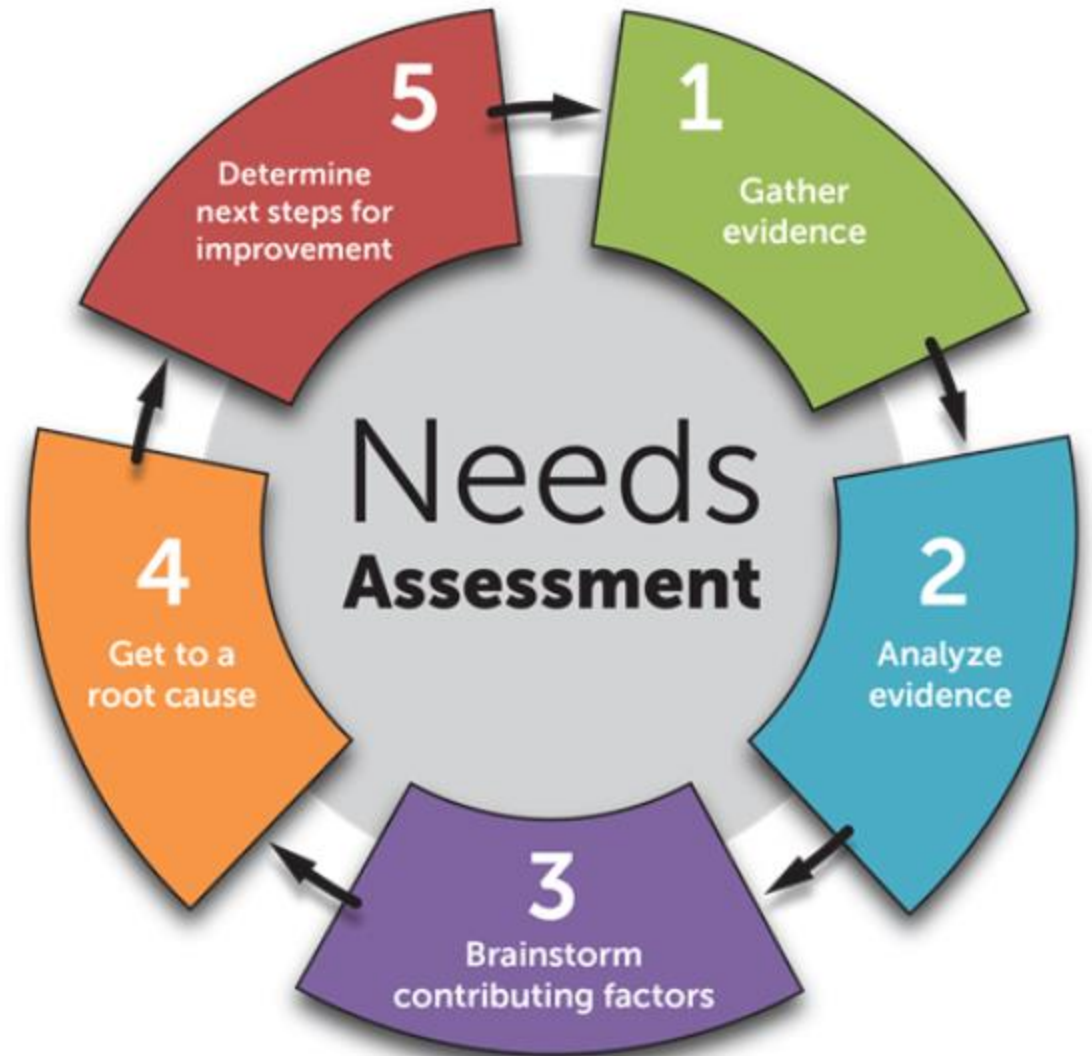 Needs
Assessment
1
Gather
evidence
2
Analyze
evidence
3
Brainstorm
contributing factors
4
Get to a
root cause
5
Determine
next steps for
improvement